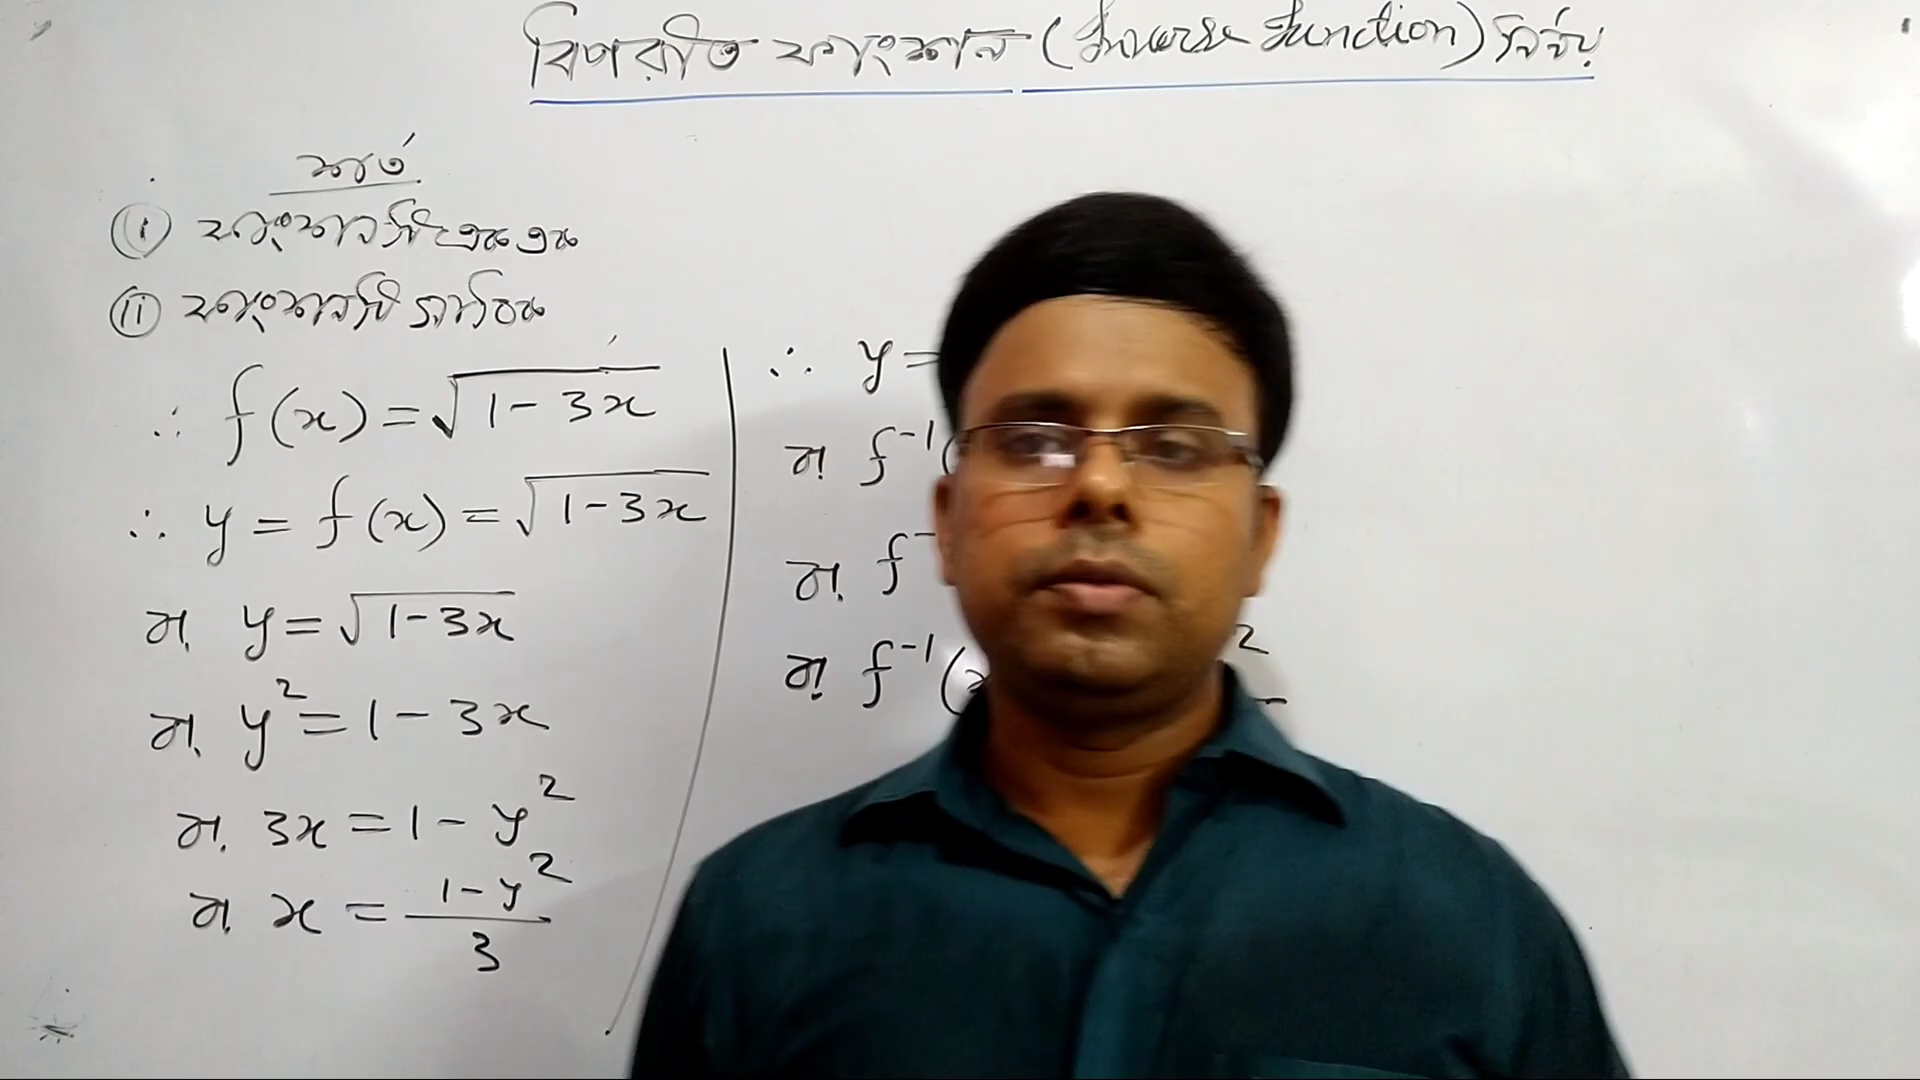 বিপরীত ফাংশন (Inverse Function) নির্ণয়
শর্ত
(i) ফাংশনটি এক এক
(ii) ফাংশনটি সার্বিক
∴ f(x) = √(1-3x)
∴ y = f(x) = √(1-3x)
বা, y = √(1-3x)
বা, y² = 1-3x
বা, 3x = 1-y²
বা, x = (1-y²)/3
∴ y =
বা, f⁻¹(
বা, f⁻
বা, f⁻¹(x 2